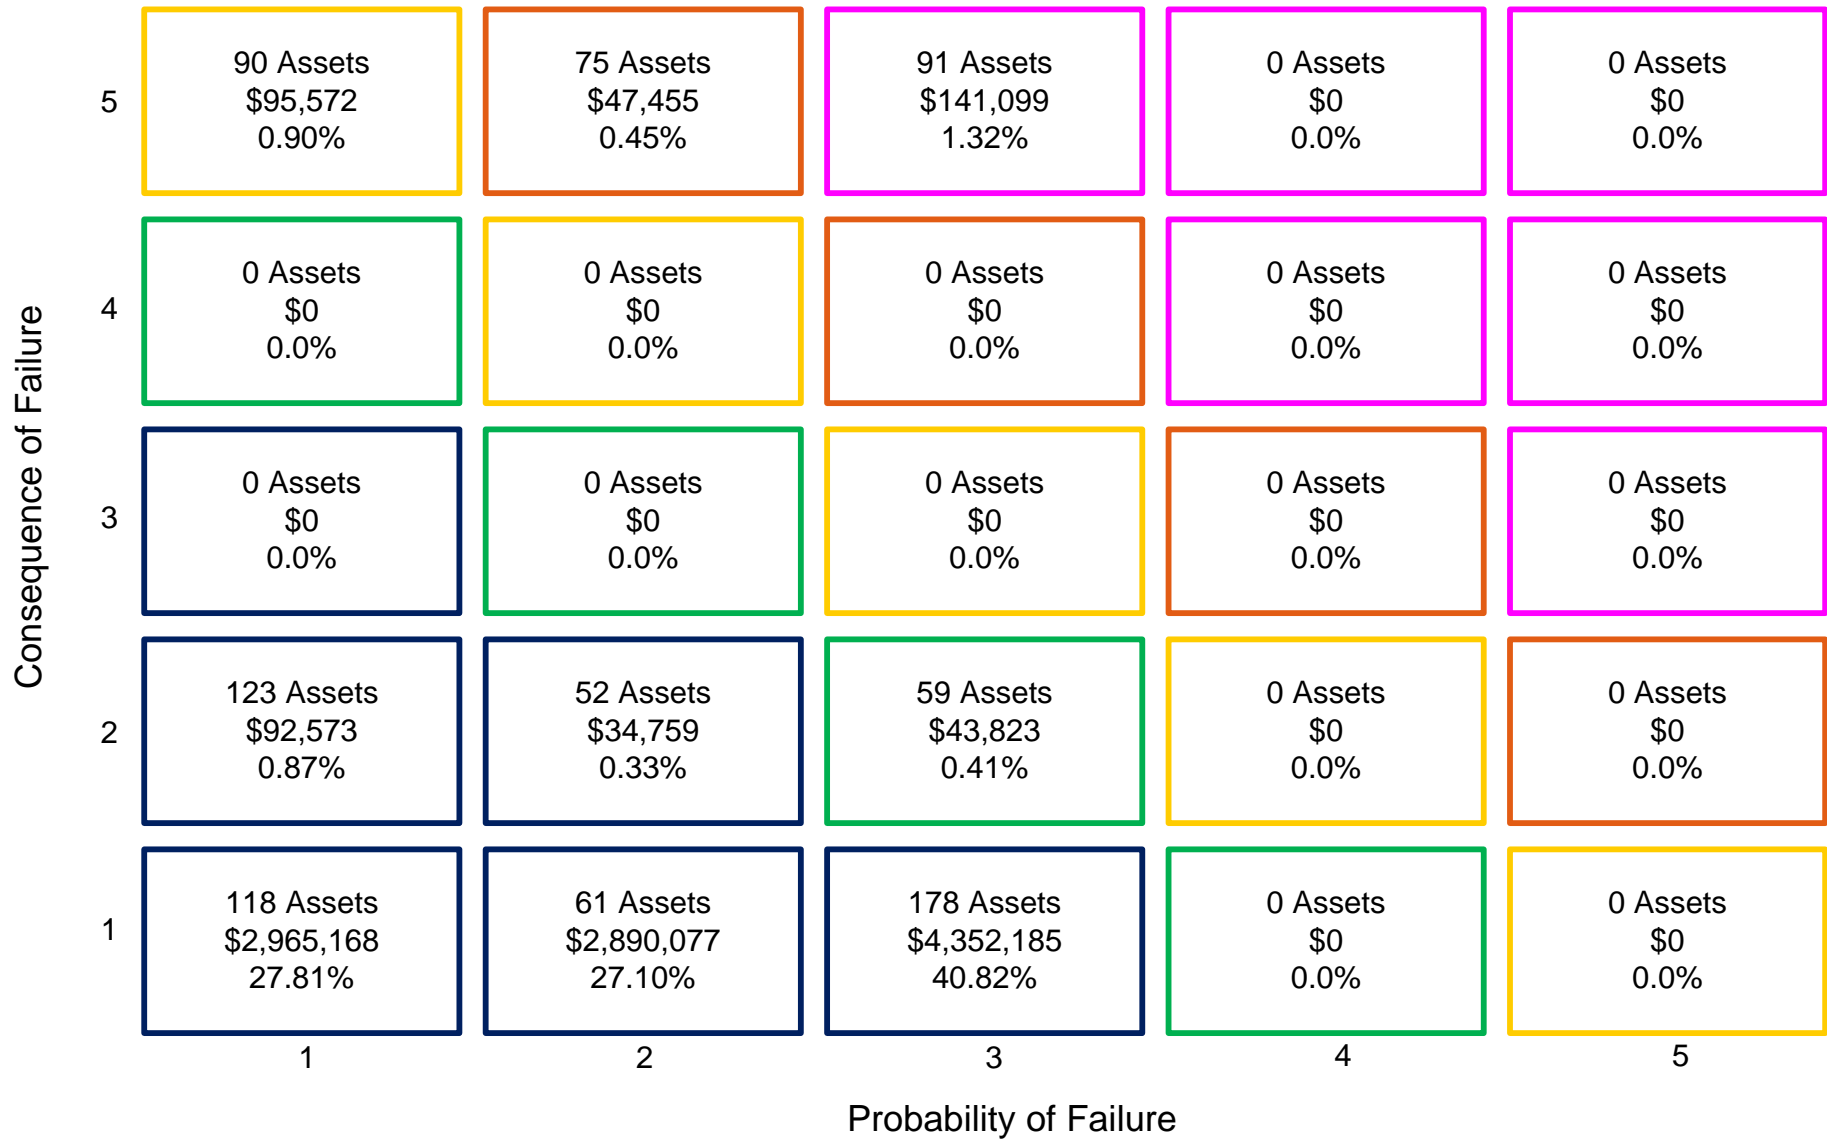 Consequence of Failure
5
90 Assets
$95,572
0.90%
75 Assets
$47,455
0.45%
91 Assets
$141,099
1.32%
0 Assets
$0
0.0%
0 Assets
$0
0.0%
4
0 Assets
$0
0.0%
0 Assets
$0
0.0%
0 Assets
$0
0.0%
0 Assets
$0
0.0%
0 Assets
$0
0.0%
3
0 Assets
$0
0.0%
0 Assets
$0
0.0%
0 Assets
$0
0.0%
0 Assets
$0
0.0%
0 Assets
$0
0.0%
2
123 Assets
$92,573
0.87%
52 Assets
$34,759
0.33%
59 Assets
$43,823
0.41%
0 Assets
$0
0.0%
0 Assets
$0
0.0%
1
118 Assets
$2,965,168
27.81%
61 Assets
$2,890,077
27.10%
178 Assets
$4,352,185
40.82%
0 Assets
$0
0.0%
0 Assets
$0
0.0%
1
2
3
4
5
Probability of Failure